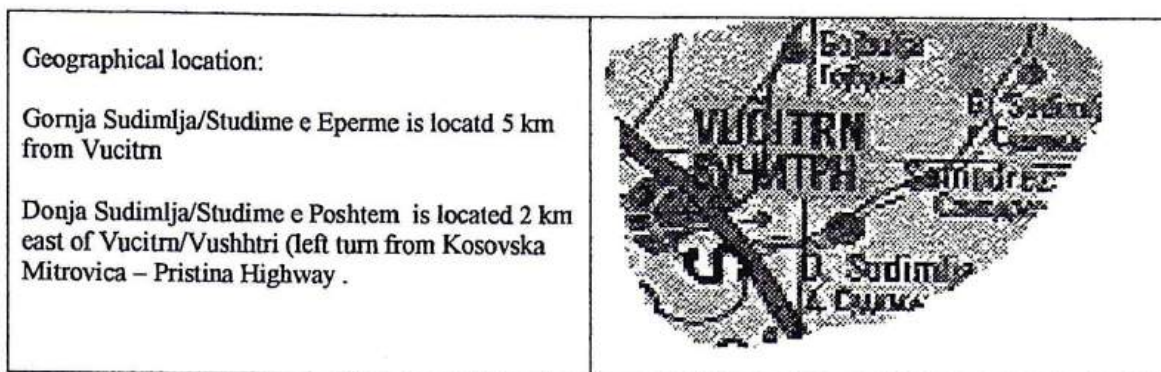 Geographical location:
Gornja Sudimlja/Studime e Eperme is locatd 5 km
from Vucitrn
Donja Sudimlja/Studime e Poshtem is located 2 km
east of Vucitrn/Vushhtri (left turn from Kosovska
Mitrovica – Pristina Highway .
VUCITRN
D. Sudimlja